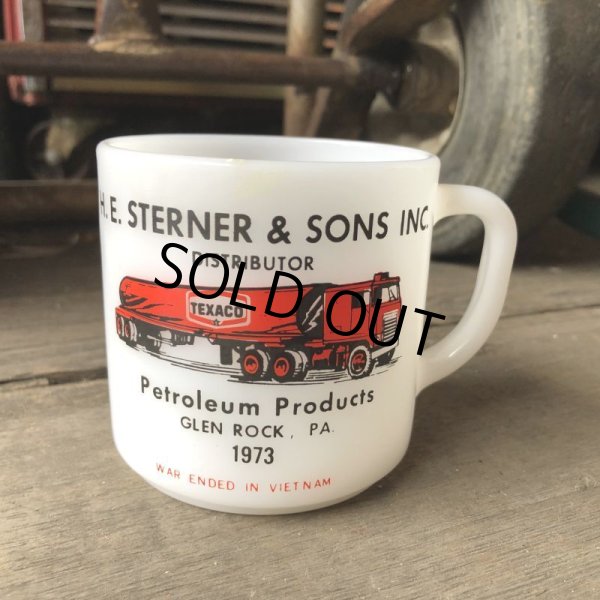 H. E. STERNER & SONS INC.
DISTRIBUTOR
SOLD OUT
TEXACO
Petroleum Products
GLEN ROCK, PA.
1973
WAR ENDED IN VIETNAM